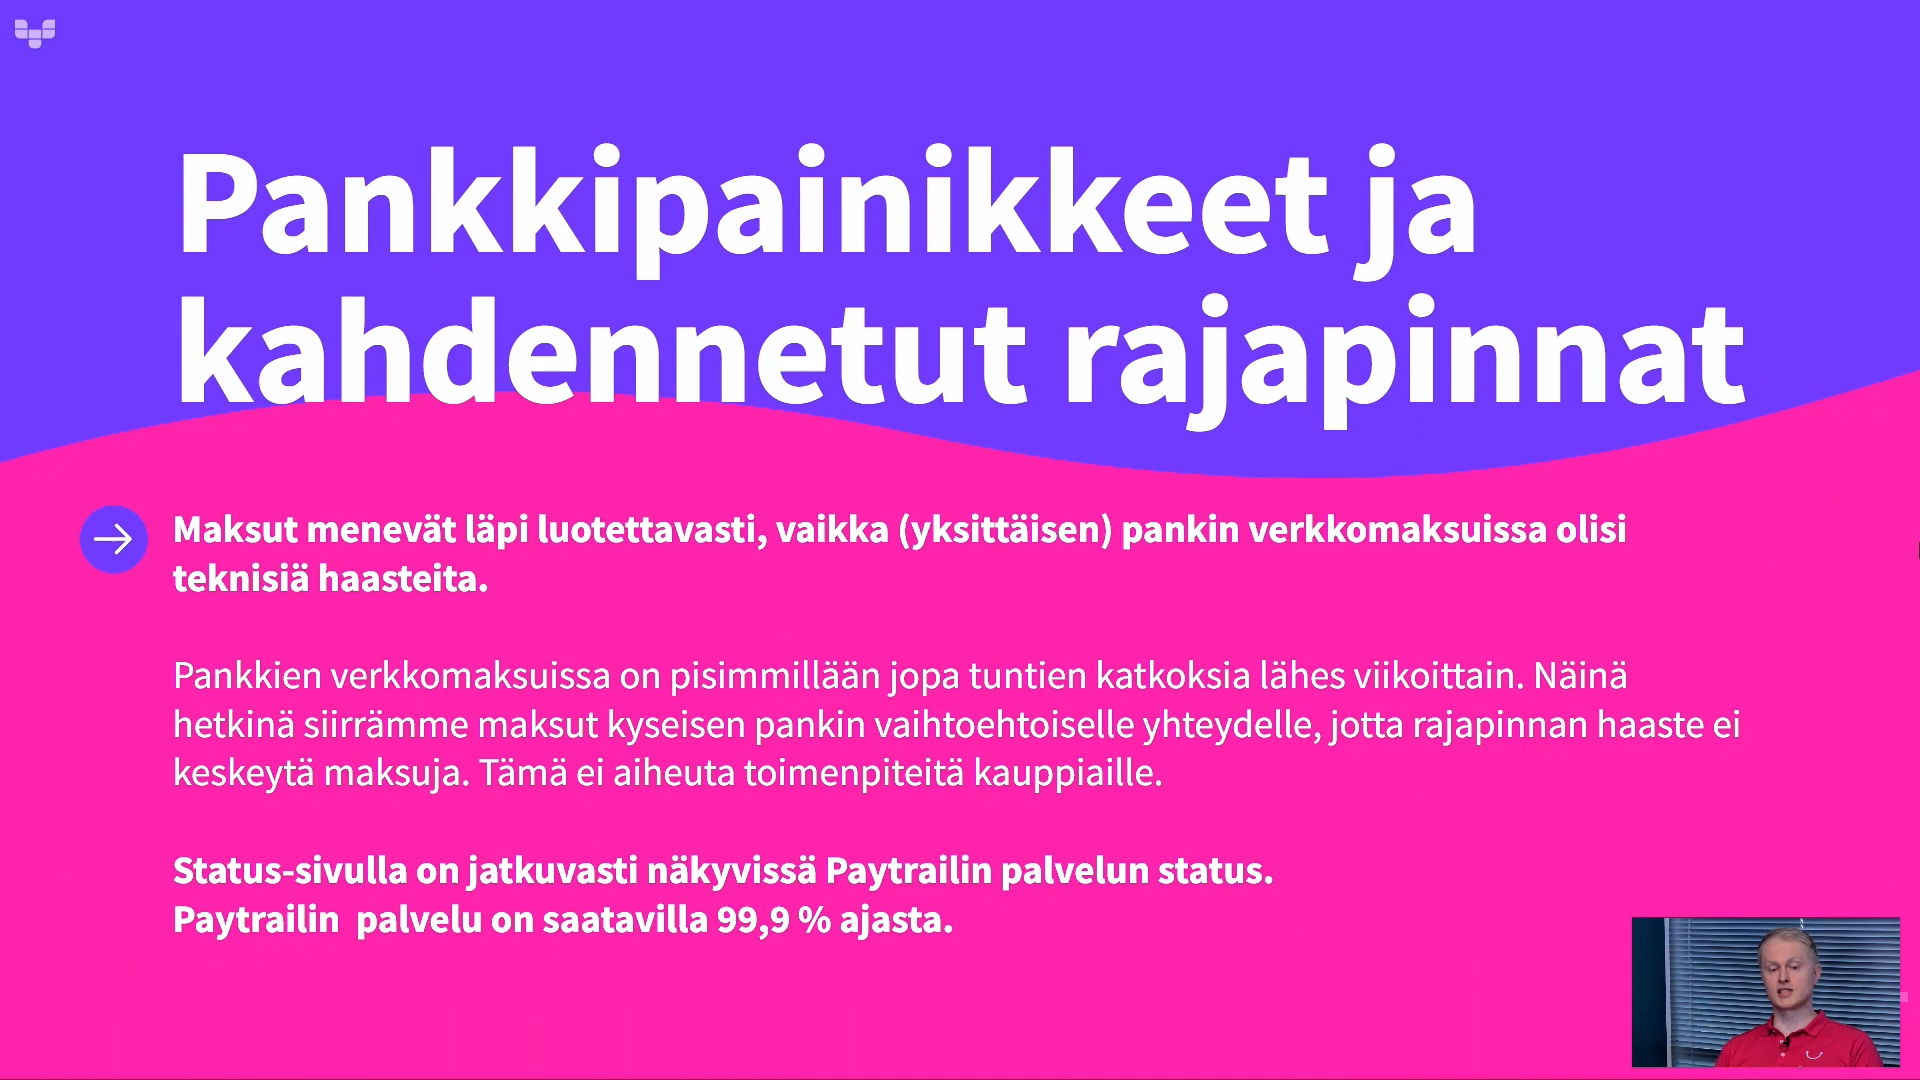 Pankkipainikkeet ja
kahdennetut rajapinnat
Maksut menevät läpi luotettavasti, vaikka (yksittäisen) pankin verkkomaksuissa olisi
teknisiä haasteita.
Pankkien verkkomaksuissa on pisimmillään jopa tuntien katkoksia lähes viikoittain. Näinä
hetkinä siirrämme maksut kyseisen pankin vaihtoehtoiselle yhteydelle, jotta rajapinnan haaste ei
keskeytä maksuja. Tämä ei aiheuta toimenpiteitä kauppiaille.
Status-sivulla on jatkuvasti näkyvissä Paytrailin palvelun status.
Paytrailin  palvelu on saatavilla 99,9 % ajasta.